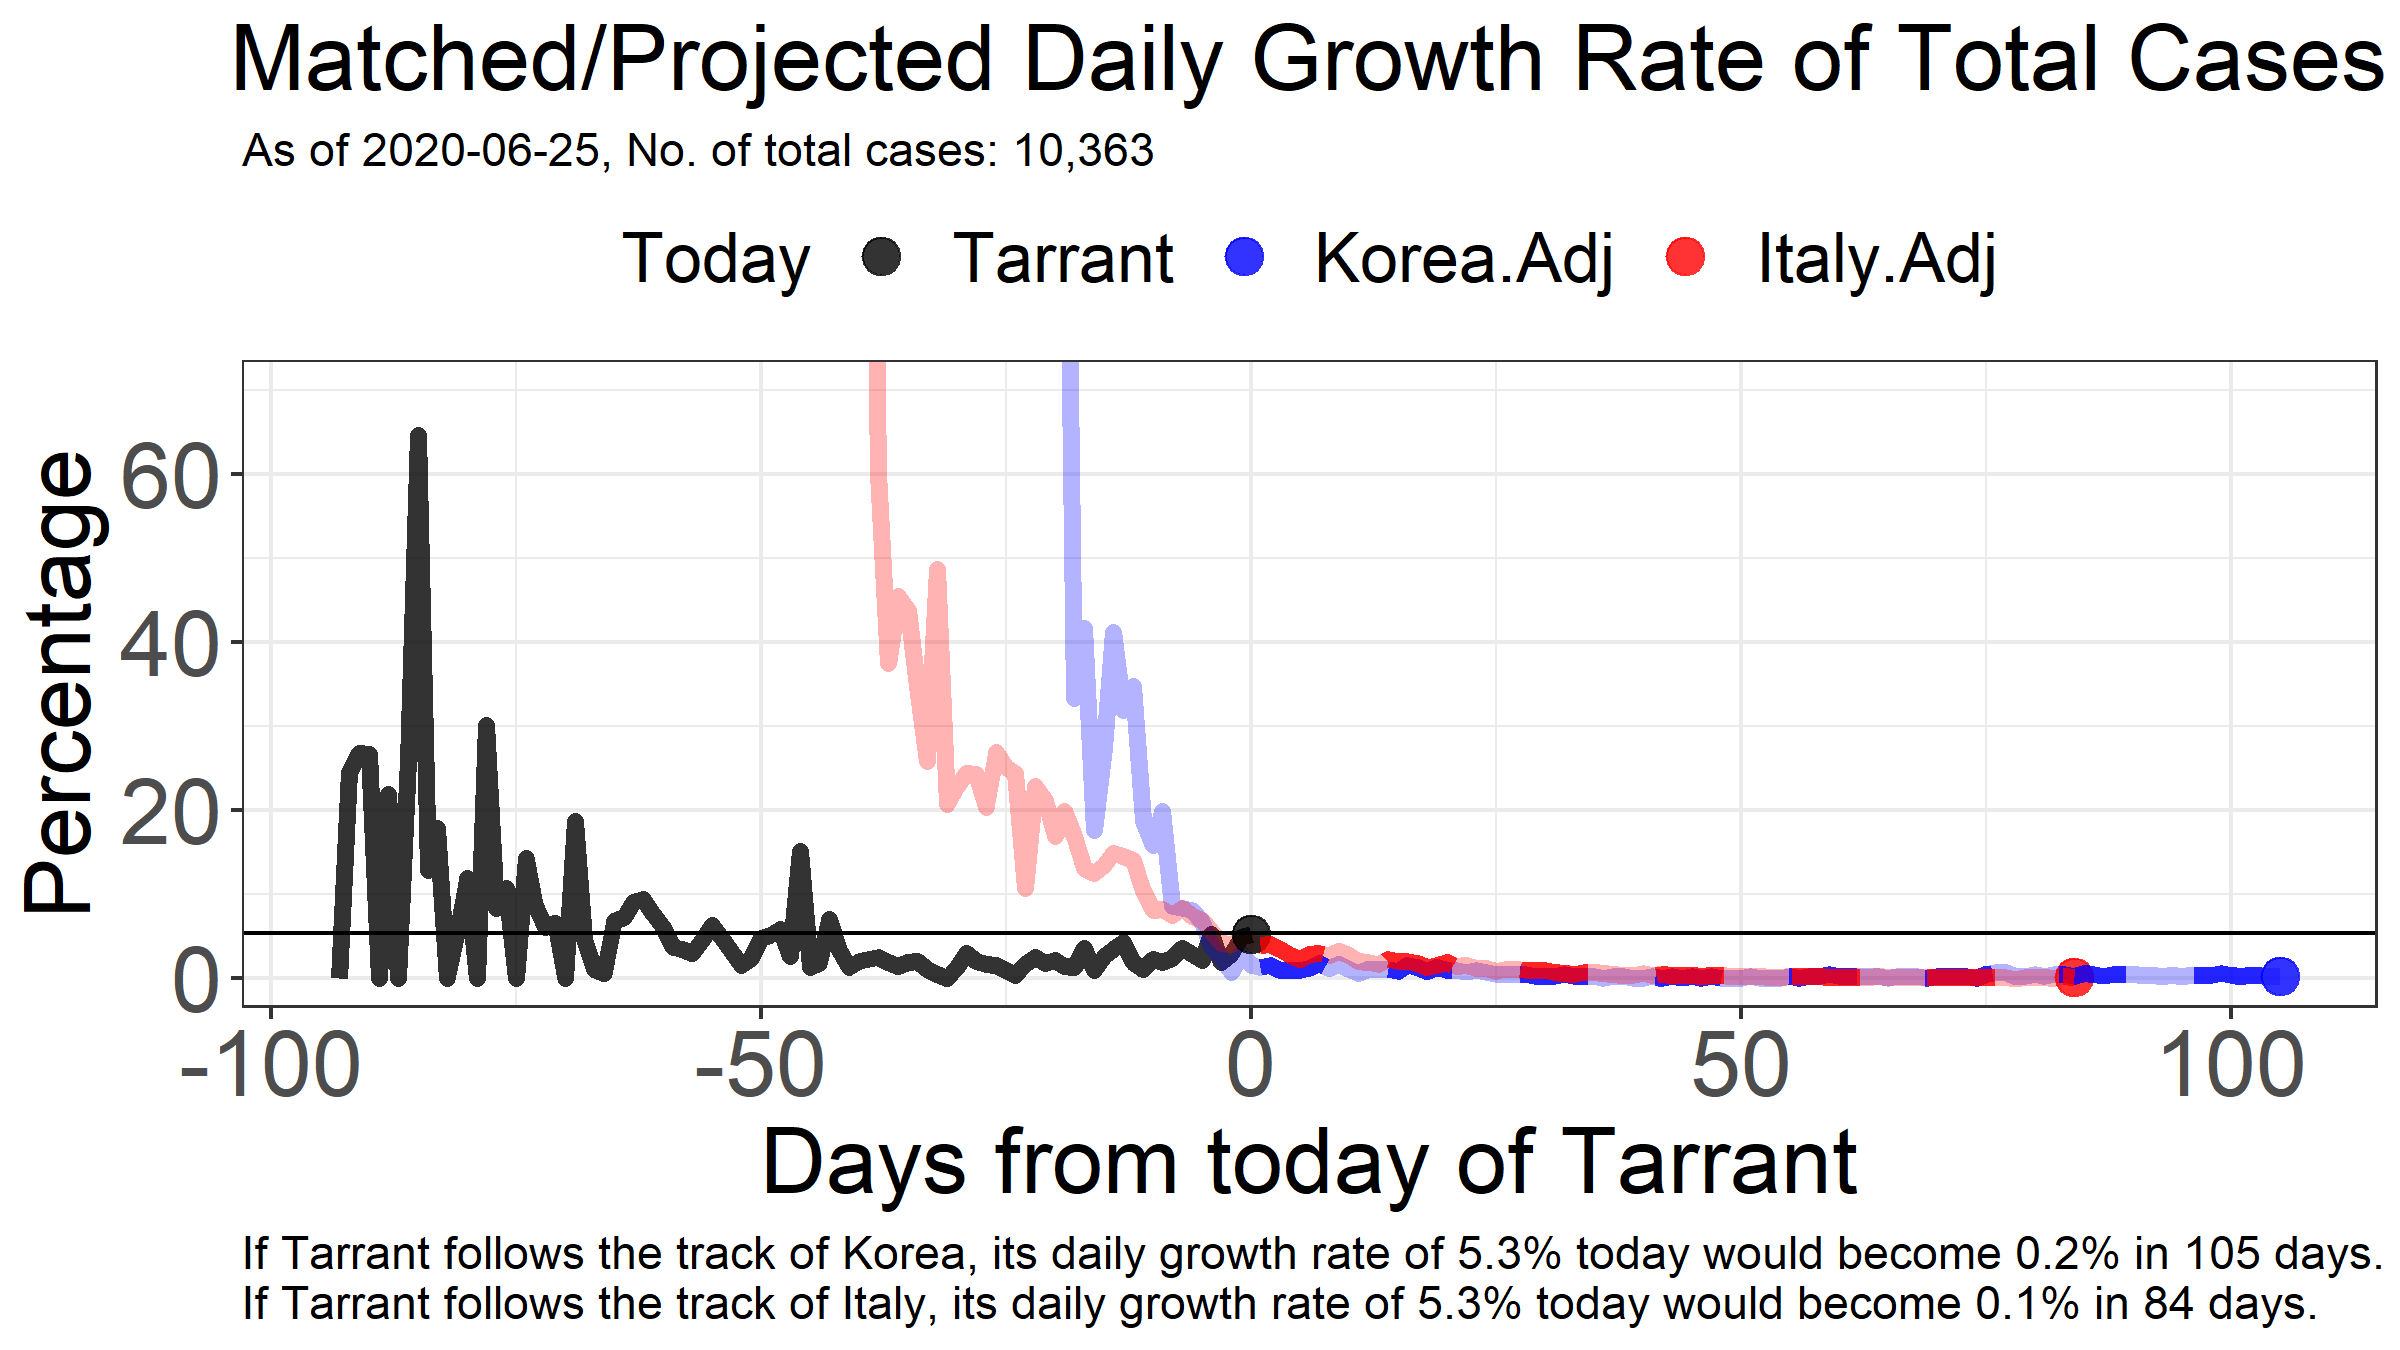 Matched/Projected Daily Growth Rate of Total Cases
As of 2020-06-25, No. of total cases: 10,363
Today Tarrant Korea.Adj Italy.Adj
Percentage
60
40
20
0
-100 -50 0 50 100
Days from today of Tarrant
If Tarrant follows the track of Korea, its daily growth rate of 5.3% today would become 0.2% in 105 days.
If Tarrant follows the track of Italy, its daily growth rate of 5.3% today would become 0.1% in 84 days.